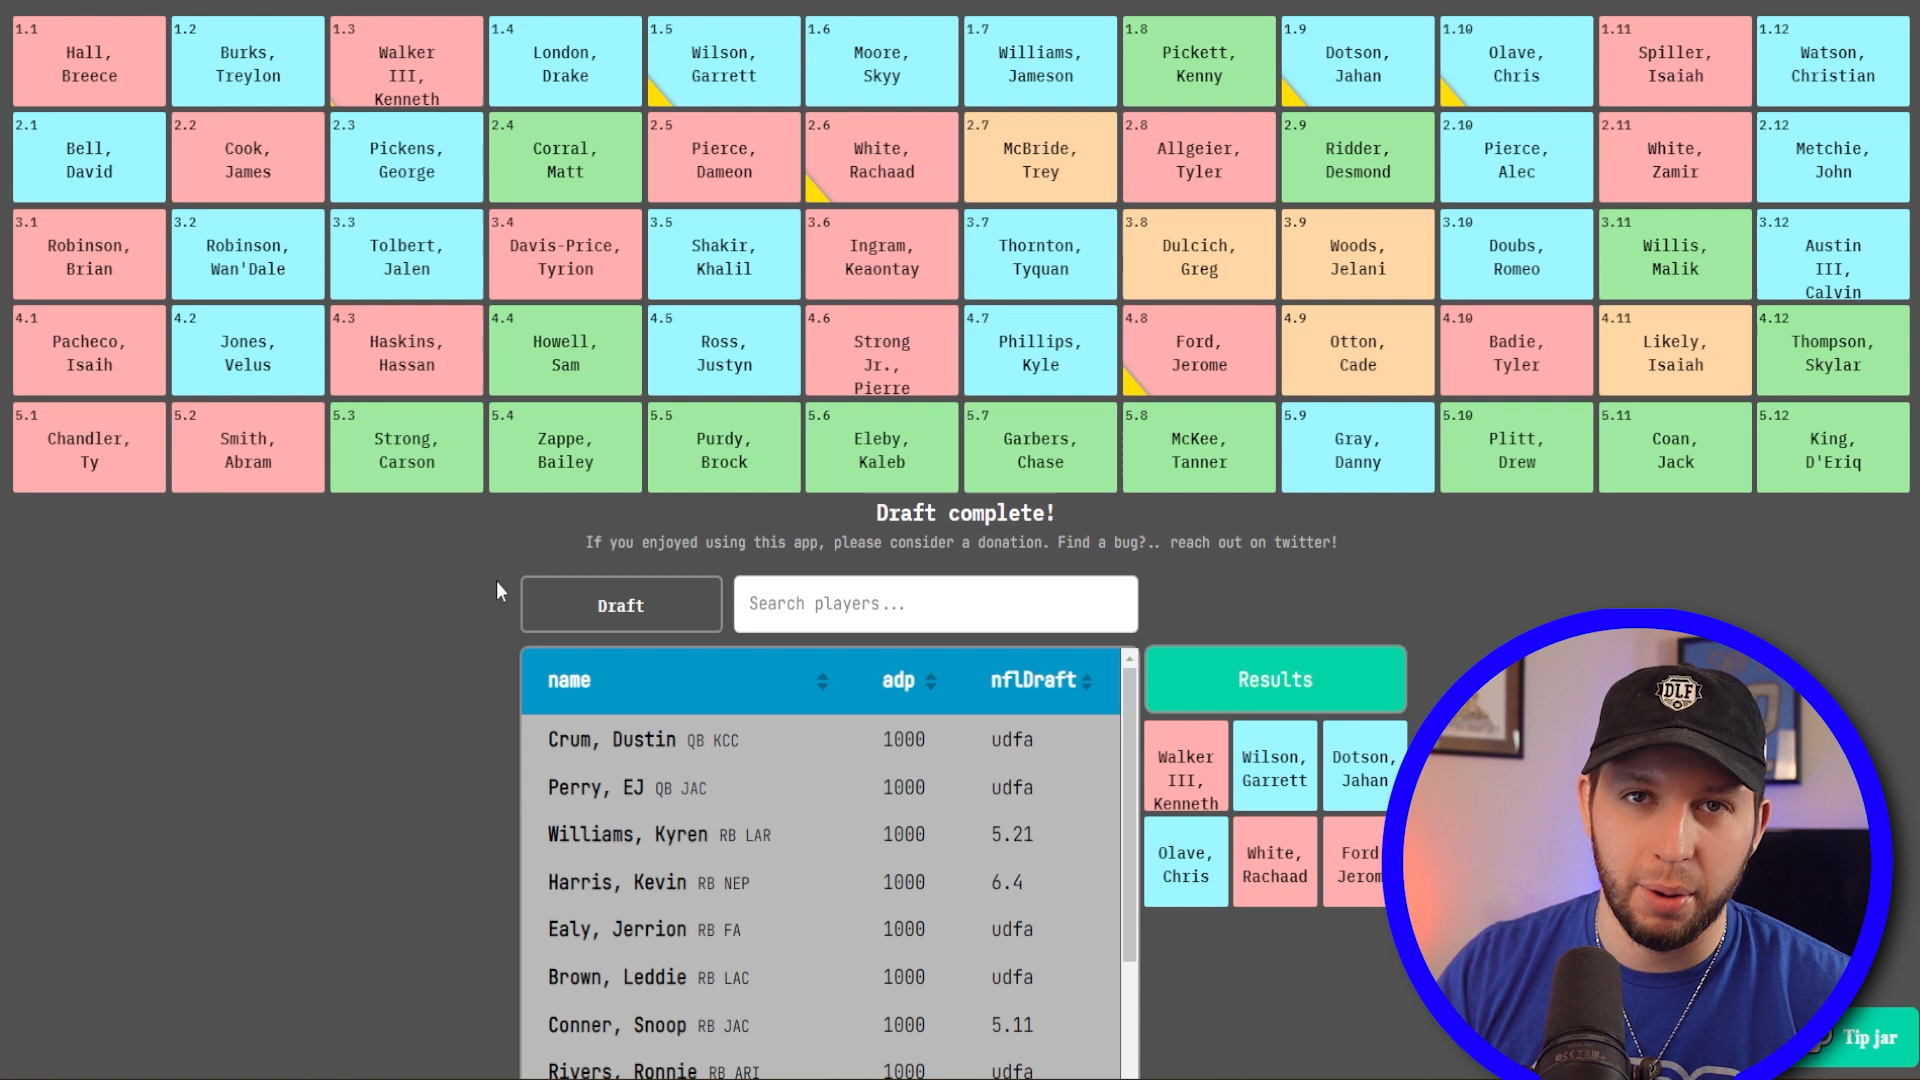 1.1 Hall, Breece
1.2 Burks, Treylon
1.3 Walker III, Kenneth
1.4 London, Drake
1.5 Wilson, Garrett
1.6 Moore, Skyy
1.7 Williams, Jameson
1.8 Pickett, Kenny
1.9 Dotson, Jahan
1.10 Olave, Chris
1.11 Spiller, Isaiah
1.12 Watson, Christian
2.1 Bell, David
2.2 Cook, James
2.3 Pickens, George
2.4 Corral, Matt
2.5 Pierce, Dameon
2.6 White, Rachaad
2.7 McBride, Trey
2.8 Allgeier, Tyler
2.9 Ridder, Desmond
2.10 Pierce, Alec
2.11 White, Zamir
2.12 Metchie, John
3.1 Robinson, Brian
3.2 Robinson, Wan'Dale
3.3 Tolbert, Jalen
3.4 Davis-Price, Tyrion
3.5 Shakir, Khalil
3.6 Ingram, Keaontay
3.7 Thornton, Tyquan
3.8 Dulcich, Greg
3.9 Woods, Jelani
3.10 Doubs, Romeo
3.11 Willis, Malik
3.12 Austin III, Calvin
4.1 Pacheco, Isaih
4.2 Jones, Velus
4.3 Haskins, Hassan
4.4 Howell, Sam
4.5 Ross, Justyn
4.6 Strong Jr., Pierre
4.7 Phillips, Kyle
4.8 Ford, Jerome
4.9 Otton, Cade
4.10 Badie, Tyler
4.11 Likely, Isaiah
4.12 Thompson, Skylar
5.1 Chandler, Ty
5.2 Smith, Abram
5.3 Strong, Carson
5.4 Zappe, Bailey
5.5 Purdy, Brock
5.6 Eleby, Kaleb
5.7 Garbers, Chase
5.8 McKee, Tanner
5.9 Gray, Danny
5.10 Plitt, Drew
5.11 Coan, Jack
5.12 King, D'Eriq
Draft complete!
If you enjoyed using this app, please consider a donation. Find a bug?.. reach out on twitter!
Draft
Search players...
name adp nflDraft
Crum, Dustin QB KCC 1000 udfa
Perry, EJ QB JAC 1000 udfa
Williams, Kyren RB LAR 1000 5.21
Harris, Kevin RB NEP 1000 6.4
Ealy, Jerrion RB FA 1000 udfa
Brown, Leddie RB LAC 1000 udfa
Conner, Snoop RB JAC 1000 5.11
Rivers, Ronnie RB ARI 1000 udfa
Results
Walker III, Kenneth
Wilson, Garrett
Dotson, Jahan
Olave, Chris
White, Rachaad
Ford
Jerom
DLF
Tip jar